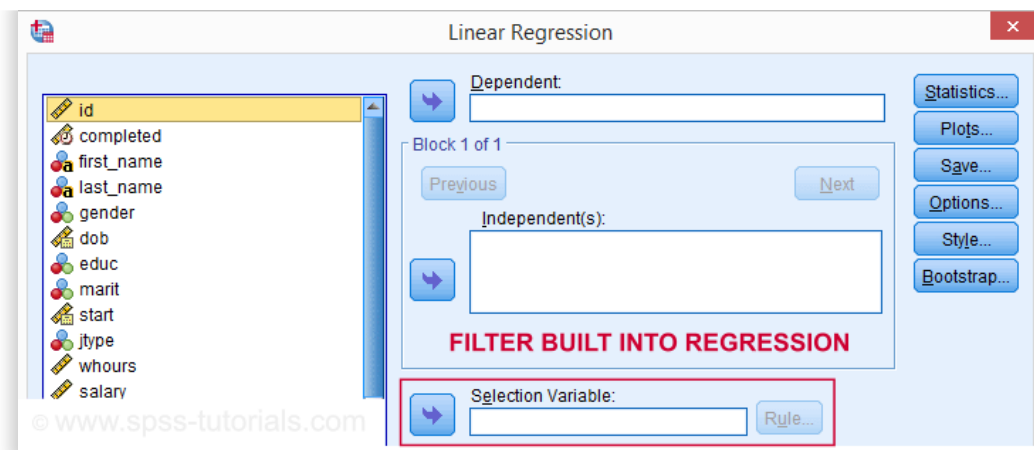 Linear Regression
id
completed
first_name
last_name
gender
dob
educ
marit
start
jtype
whours
salary
© www.spss-tutorials.com
Dependent:
Block 1 of 1
Previous
Next
Independent(s):
FILTER BUILT INTO REGRESSION
Selection Variable:
Rule...
Statistics...
Plots...
Save...
Options...
Style...
Bootstrap...